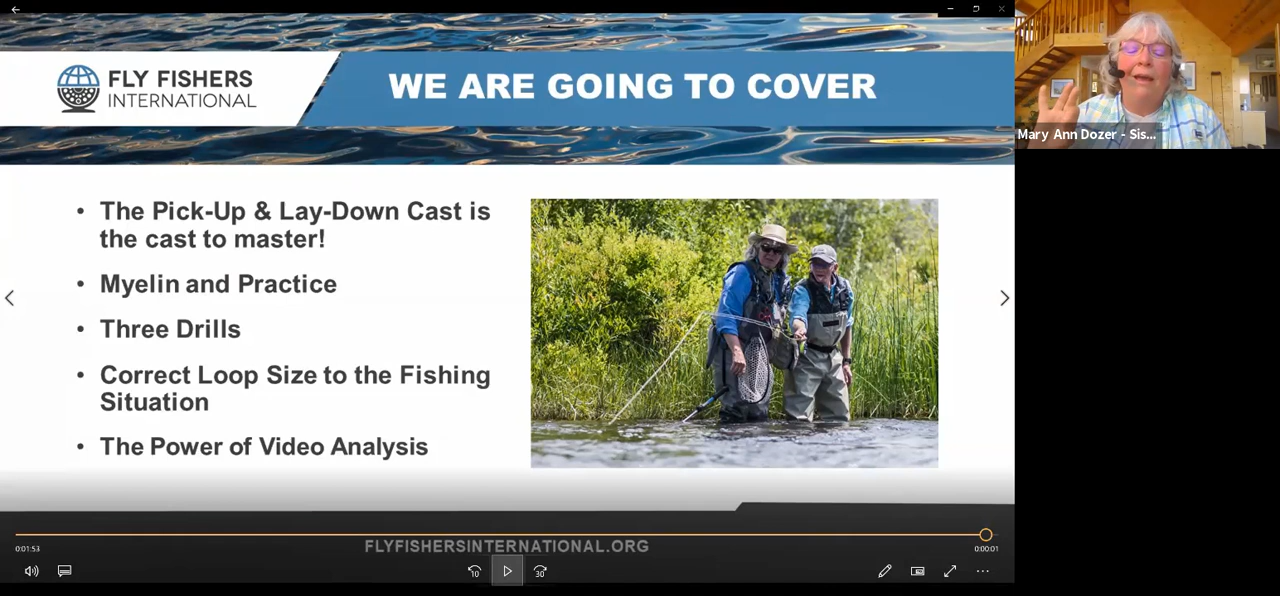 FLY FISHERS
INTERNATIONAL
WE ARE GOING TO COVER
Mary Ann Dozer - Sis...
• The Pick-Up & Lay-Down Cast is
the cast to master!
• Myelin and Practice
• Three Drills
• Correct Loop Size to the Fishing
Situation
• The Power of Video Analysis
FLYFISHERSINTERNATIONAL.ORG
0:01:53
0:00:01
10
30